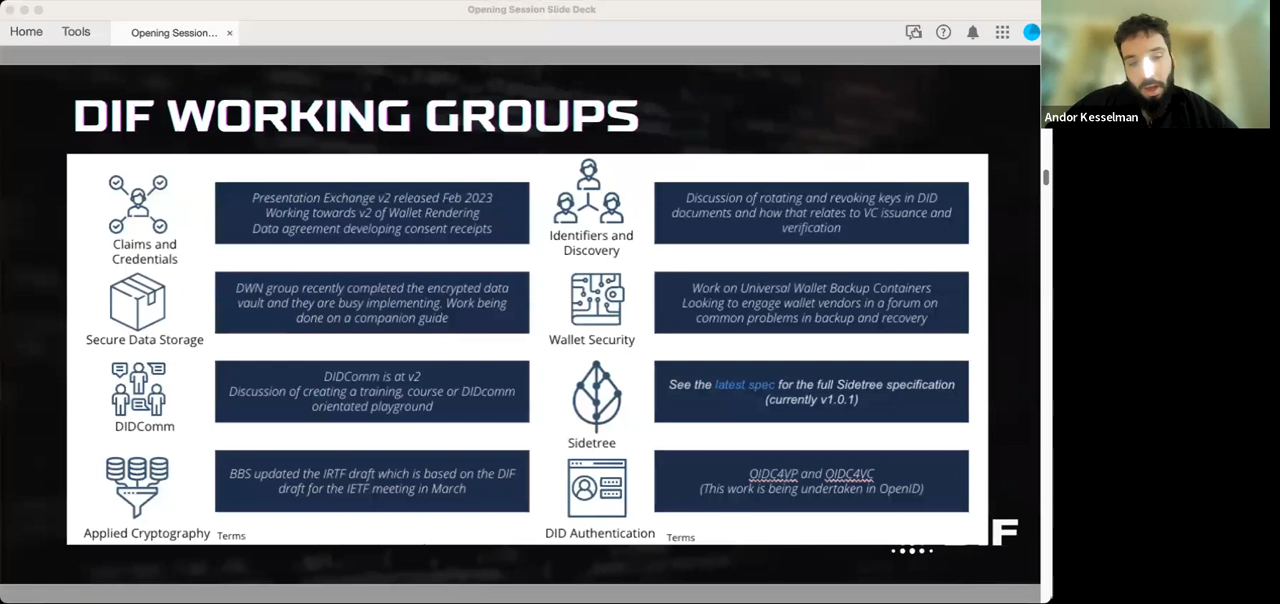 Opening Session Slide Deck
Home
Tools
Opening Session...
Andor Kesselman
DIF WORKING GROUPS
Claims and
Credentials
Presentation Exchange v2 released Feb 2023
Working towards v2 of Wallet Rendering
Data agreement developing consent receipts
Identifiers and
Discovery
Discussion of rotating and revoking keys in DID
documents and how that relates to VC issuance and
verification
Secure Data Storage
DWN group recently completed the encrypted data
vault and they are busy implementing. Work being
done on a companion guide
Wallet Security
Work on Universal Wallet Backup Containers
Looking to engage wallet vendors in a forum on
common problems in backup and recovery
DIDComm
DIDComm is at v2
Discussion of creating a training, course or DIDcomm
orientated playground
Sidetree
See the latest spec for the full Sidetree specification
(currently v1.0.1)
Applied Cryptography
BBS updated the IRTF draft which is based on the DIF
draft for the IETF meeting in March
Terms
DID Authentication
OIDC4VP and OIDC4VC
(This work is being undertaken in OpenID)
Terms
DIF